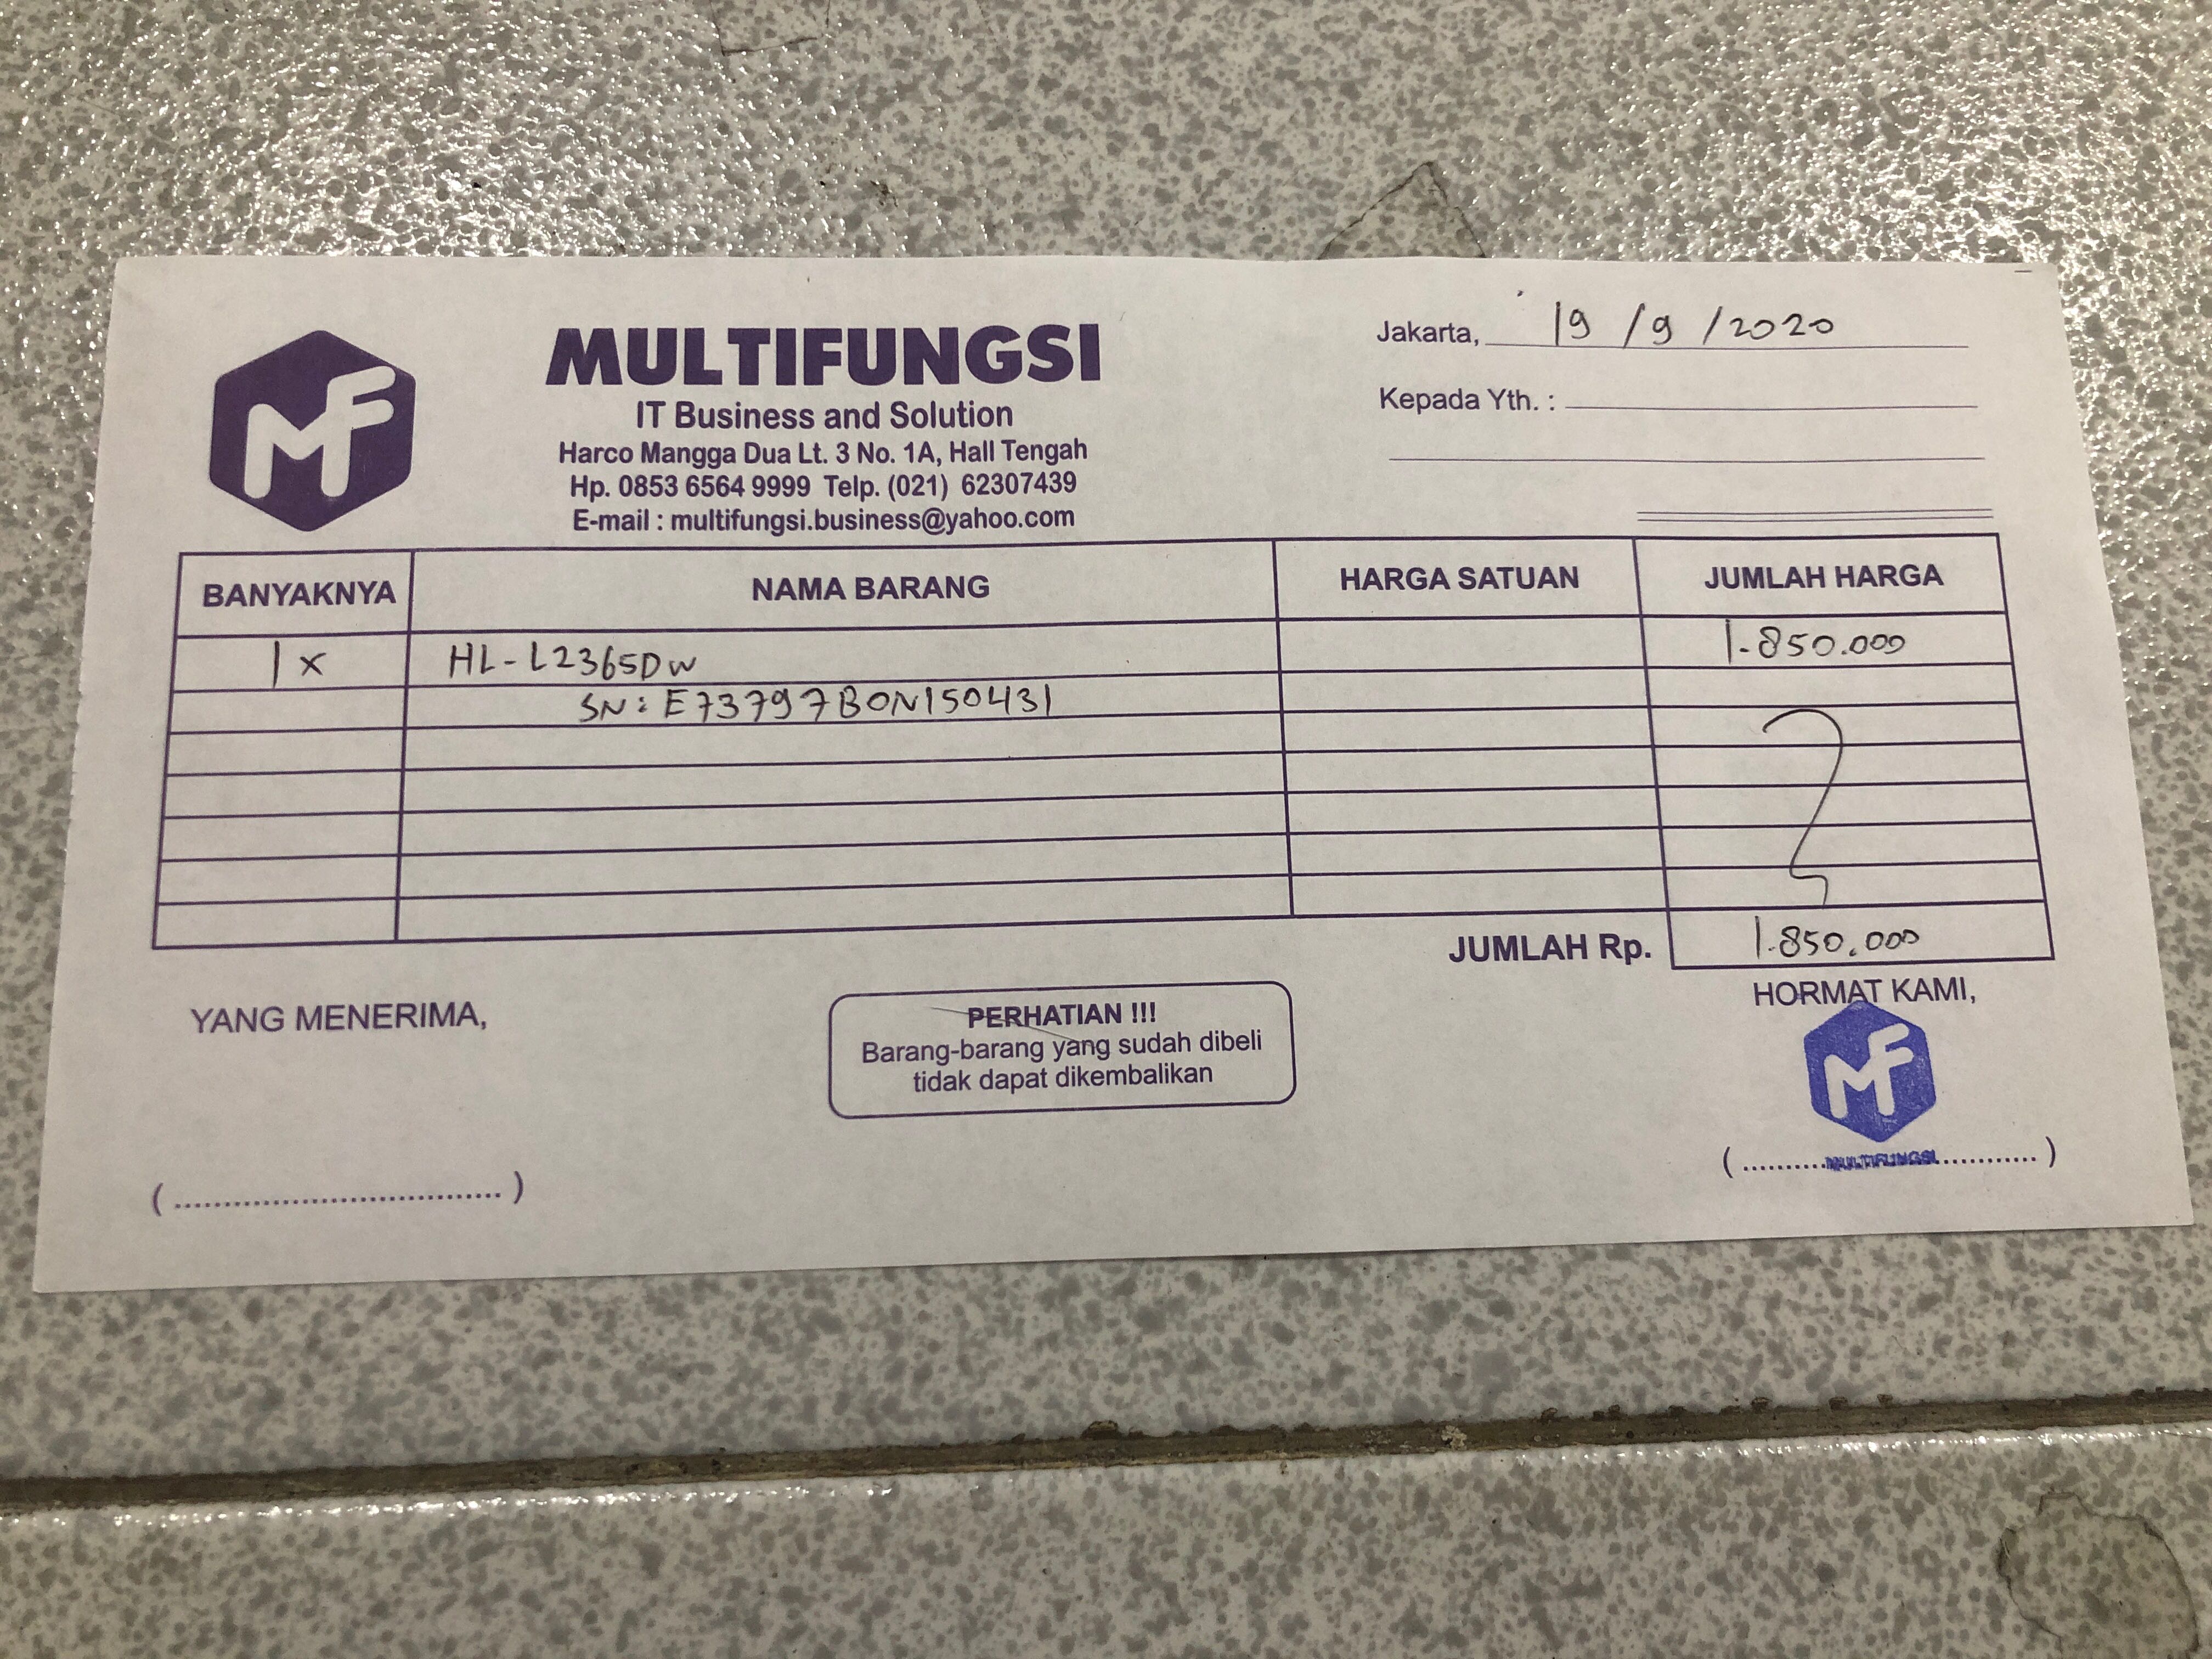 MF
MULTIFUNGSI
IT Business and Solution
Harco Mangga Dua Lt. 3 No. 1A, Hall Tengah
Hp. 0853 6564 9999 Telp. (021) 62307439
E-mail : multifungsi.business@yahoo.com
Jakarta, 19/9/2020
Kepada Yth. :
BANYAKNYA NAMA BARANG HARGA SATUAN JUMLAH HARGA
1x HL-L2365DW 1.850.000
SN: E73797B0N150431
JUMLAH Rp. 1.850.000
YANG MENERIMA,
PERHATIAN !!!
Barang-barang yang sudah dibeli
tidak dapat dikembalikan
HORMAT KAMI,
MF
(....................................)
(..........MULTIFUNGSI............)